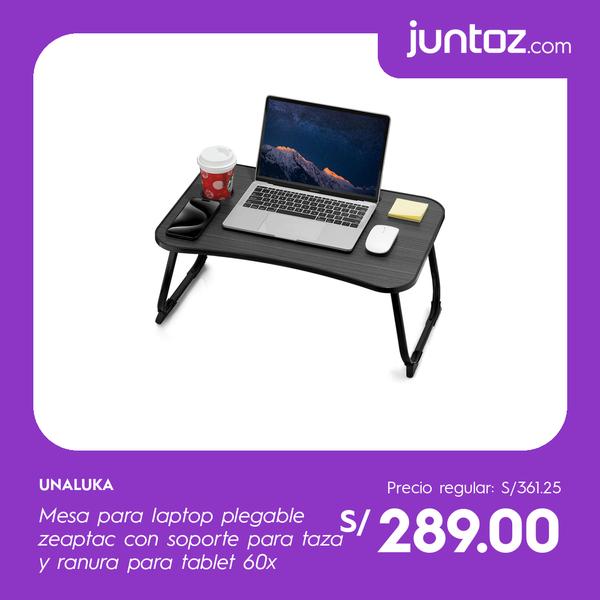 juntoz.com
UNALUKA
Mesa para laptop plegable
zeaptac con soporte para taza
y ranura para tablet 60x
Precio regular: S/361.25
S/ 289.00